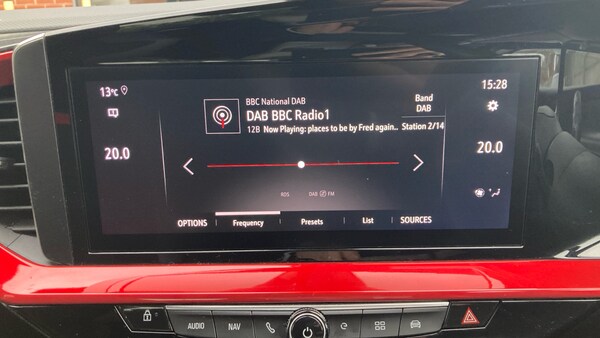 13°C
15:28
BBC National DAB
DAB BBC Radio1
12B Now Playing: places to be by Fred again..
Band
DAB
Station 2/14
20.0
20.0
RDS
DAB FM
OPTIONS
Frequency
Presets
List
SOURCES
AUDIO
NAV